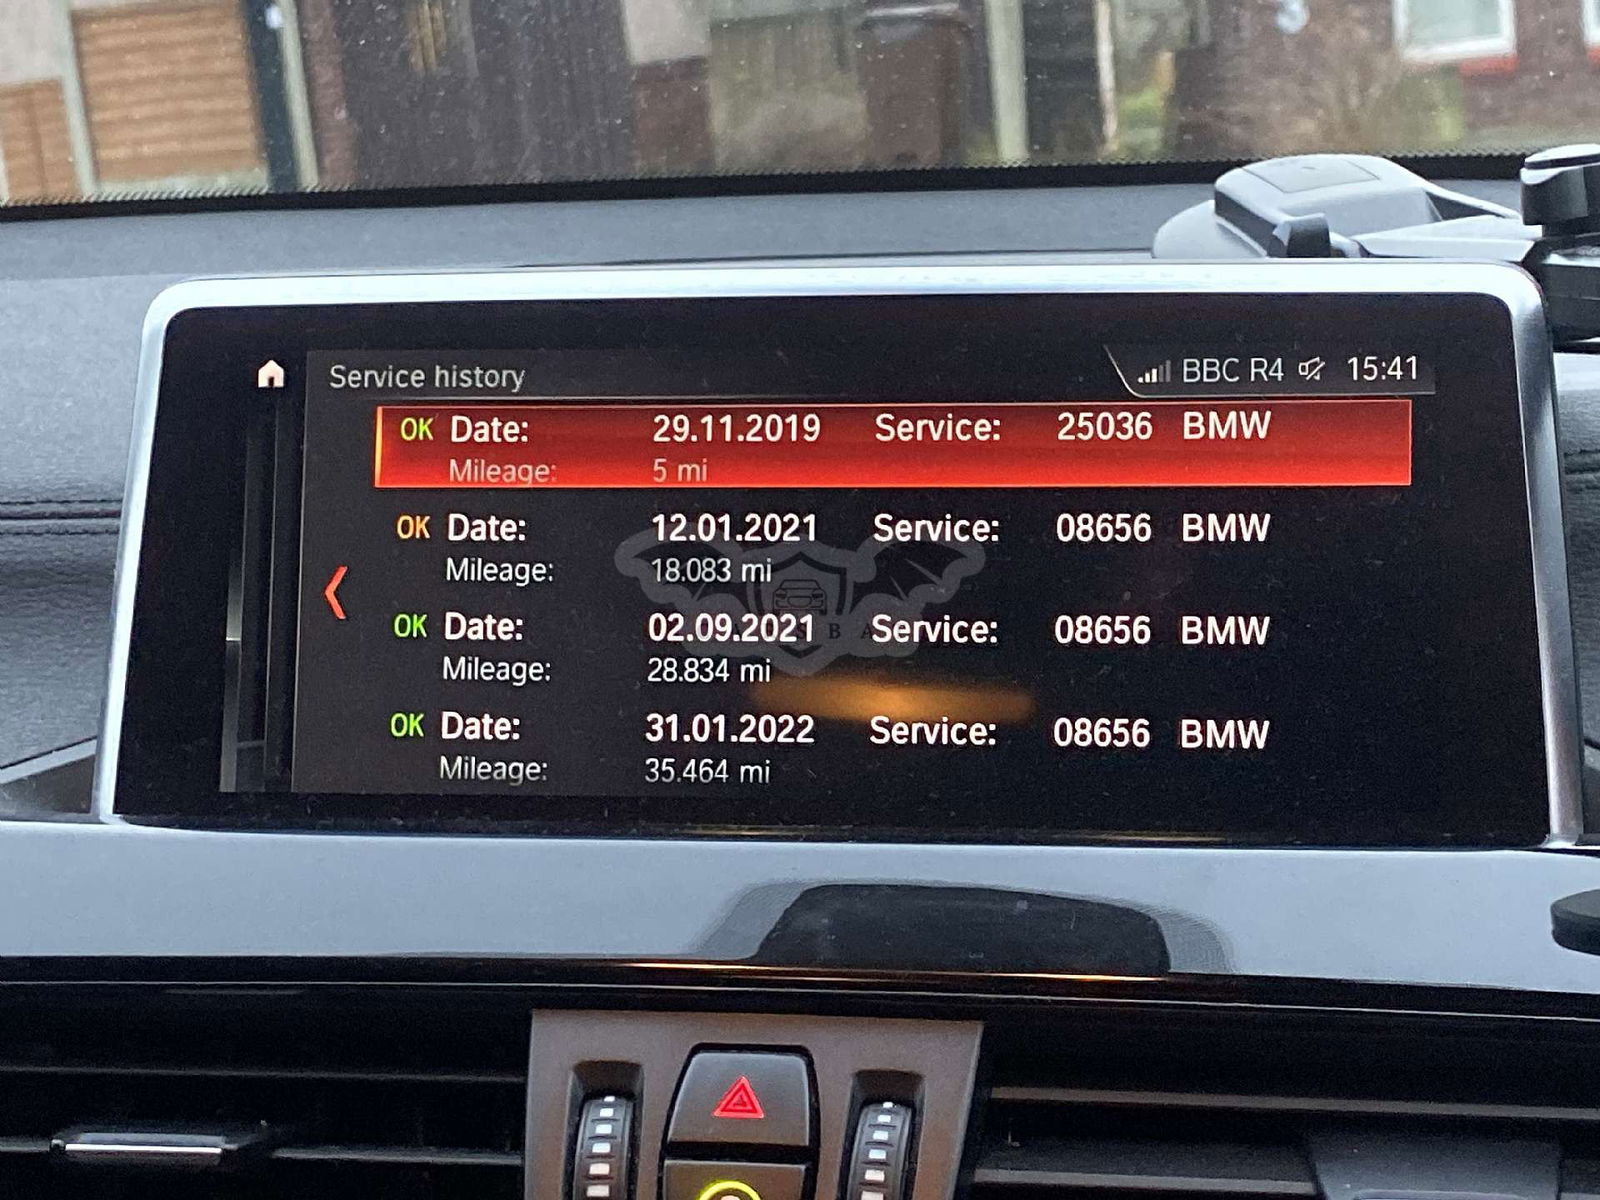 Service history
BBC R4 15:41
OK Date: 29.11.2019 Service: 25036 BMW
Mileage: 5 mi
OK Date: 12.01.2021 Service: 08656 BMW
Mileage: 18.083 mi
OK Date: 02.09.2021 Service: 08656 BMW
Mileage: 28.834 mi
OK Date: 31.01.2022 Service: 08656 BMW
Mileage: 35.464 mi